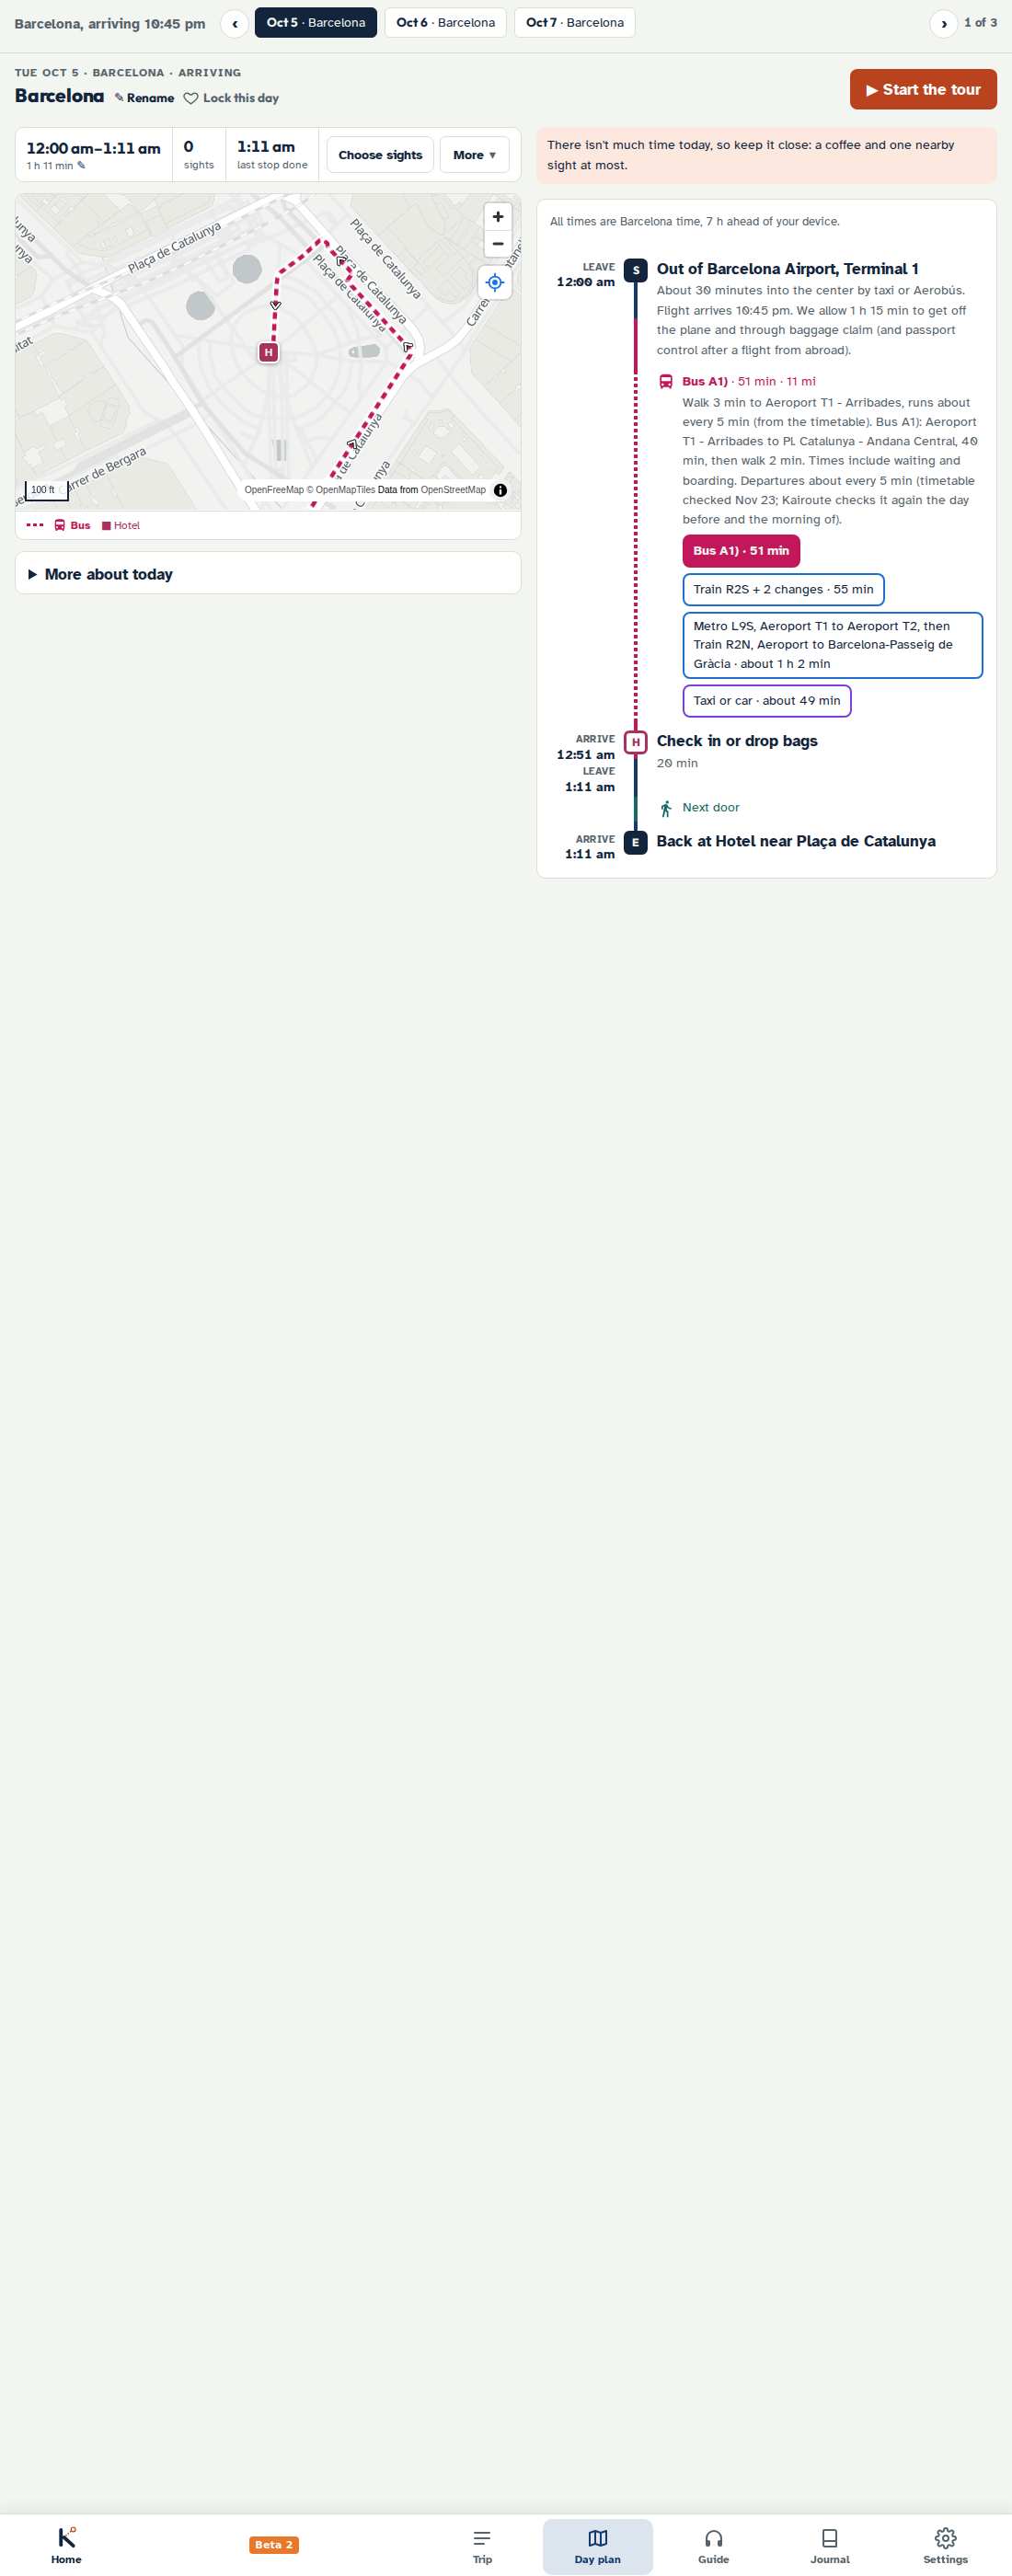 Barcelona, arriving 10:45 pm
‹
Oct 5 · Barcelona
Oct 6 · Barcelona
Oct 7 · Barcelona
›
1 of 3
TUE OCT 5 · BARCELONA · ARRIVING
Barcelona
✎ Rename
Lock this day
▶ Start the tour
12:00 am–1:11 am
1 h 11 min ✎
0
sights
1:11 am
last stop done
Choose sights
More ▼
Plaça de Catalunya
Plaça de Catalunya
Plaça de Catalunya
Plaça de Catalunya
H
+
−
100 ft
OpenFreeMap © OpenMapTiles Data from OpenStreetMap
Bus
Hotel
▶ More about today
There isn't much time today, so keep it close: a coffee and one nearby
sight at most.
All times are Barcelona time, 7 h ahead of your device.
LEAVE
12:00 am
S
Out of Barcelona Airport, Terminal 1
About 30 minutes into the center by taxi or Aerobús.
Flight arrives 10:45 pm. We allow 1 h 15 min to get off
the plane and through baggage claim (and passport
control after a flight from abroad).
Bus A1) · 51 min · 11 mi
Walk 3 min to Aeroport T1 - Arribades, runs about
every 5 min (from the timetable). Bus A1): Aeroport
T1 - Arribades to Pl. Catalunya - Andana Central, 40
min, then walk 2 min. Times include waiting and
boarding. Departures about every 5 min (timetable
checked Nov 23; Kairoute checks it again the day
before and the morning of).
Bus A1) · 51 min
Train R2S + 2 changes · 55 min
Metro L9S, Aeroport T1 to Aeroport T2, then
Train R2N, Aeroport to Barcelona-Passeig de
Gràcia · about 1 h 2 min
Taxi or car · about 49 min
ARRIVE
12:51 am
LEAVE
1:11 am
H
Check in or drop bags
20 min
Next door
ARRIVE
1:11 am
E
Back at Hotel near Plaça de Catalunya
Home
Beta 2
Trip
Day plan
Guide
Journal
Settings